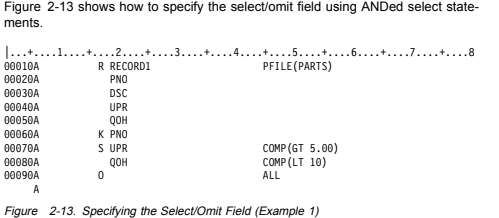 Figure 2-13 shows how to specify the select/omit field using ANDed select state-
ments.
|...+....1....+....2....+....3....+....4....+....5....+....6....+....7....+....8
00010A          R RECORD1                   PFILE(PARTS)
00020A            PNO
00030A            DSC
00040A            UPR
00050A            QOH
00060A          K PNO
00070A          S UPR                       COMP(GT 5.00)
00080A            QOH                       COMP(LT 10)
00090A          O                           ALL
     A
Figure 2-13. Specifying the Select/Omit Field (Example 1)